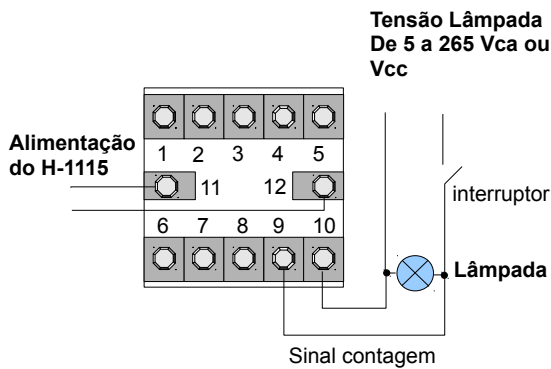 Tensão Lâmpada
De 5 a 265 Vca ou
Vcc
Alimentação
do H-1115
1 2 3 4 5
11 12
interruptor
6 7 8 9 10
Lâmpada
Sinal contagem